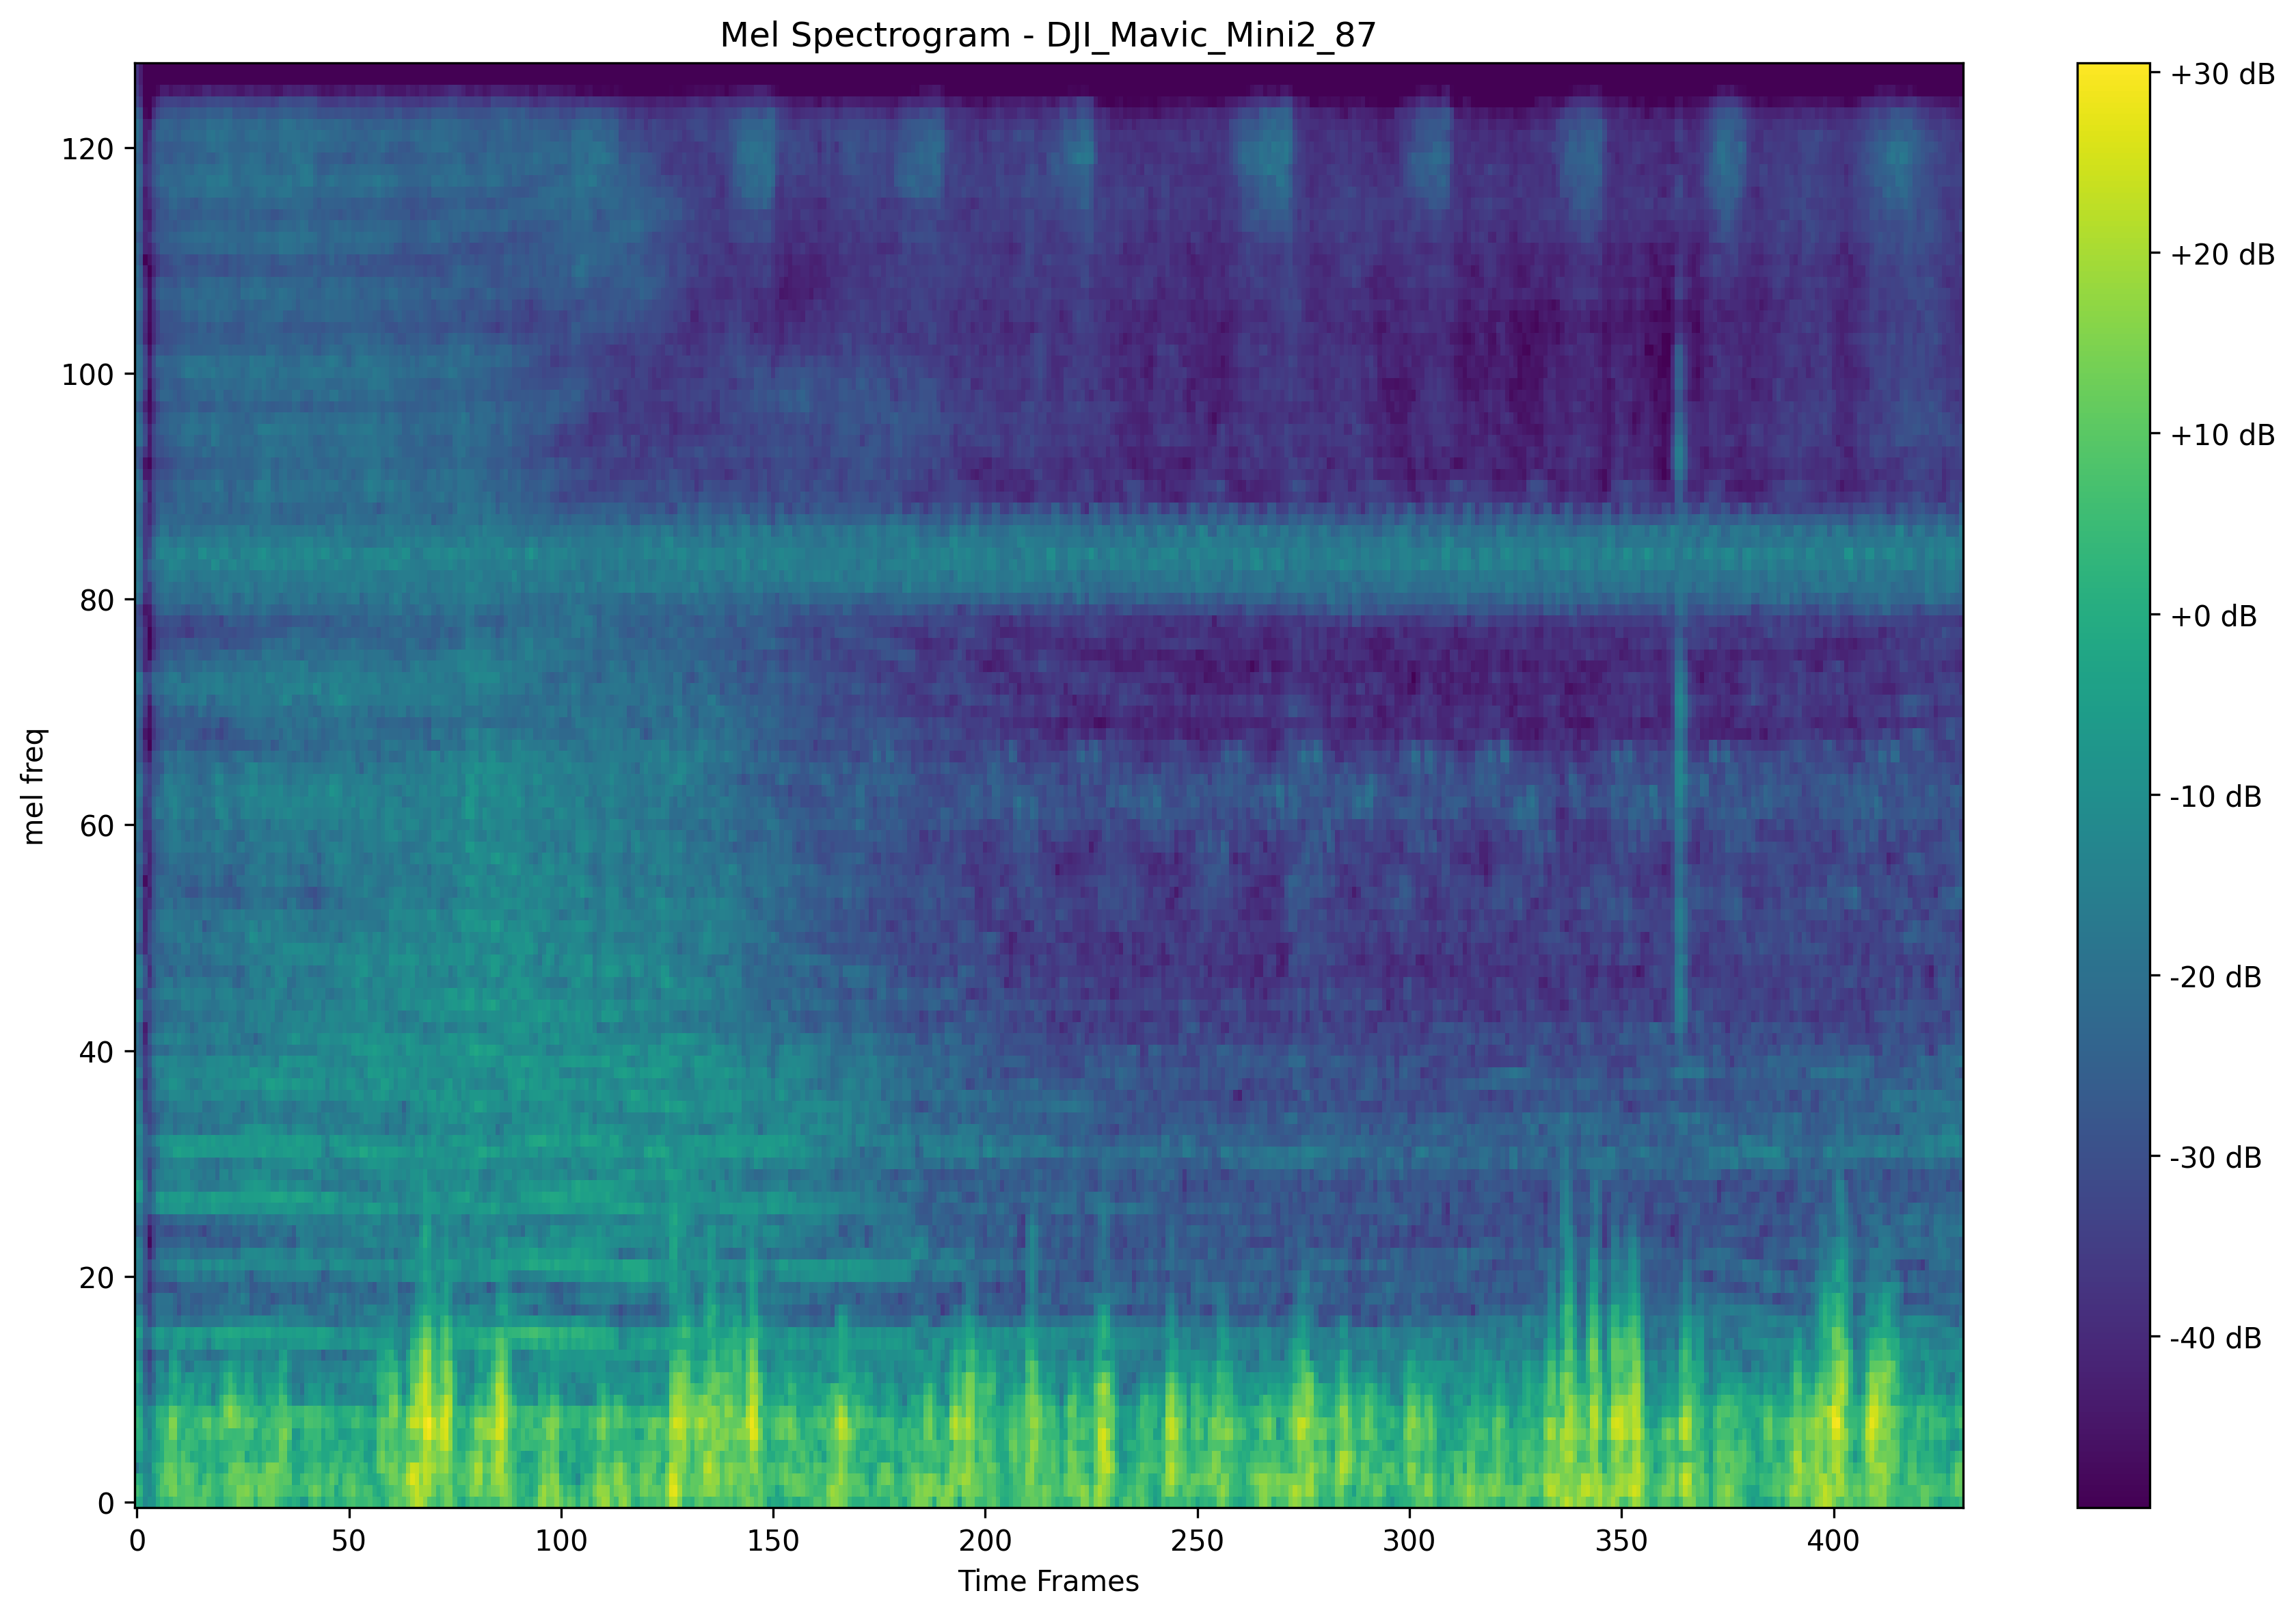 Mel Spectrogram - DJI_Mavic_Mini2_87
mel freq
120
100
80
60
40
20
0
0 50 100 150 200 250 300 350 400
Time Frames
+30 dB
+20 dB
+10 dB
+0 dB
-10 dB
-20 dB
-30 dB
-40 dB